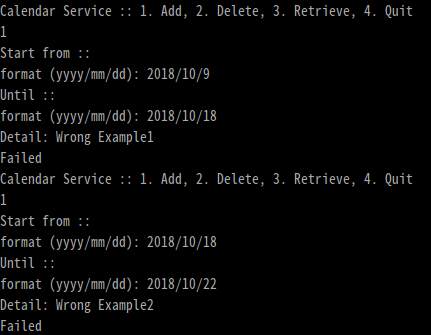 Calendar Service :: 1. Add, 2. Delete, 3. Retrieve, 4. Quit
1
Start from ::
format (yyyy/mm/dd): 2018/10/9
Until ::
format (yyyy/mm/dd): 2018/10/18
Detail: Wrong Example1
Failed
Calendar Service :: 1. Add, 2. Delete, 3. Retrieve, 4. Quit
1
Start from ::
format (yyyy/mm/dd): 2018/10/18
Until ::
format (yyyy/mm/dd): 2018/10/22
Detail: Wrong Example2
Failed